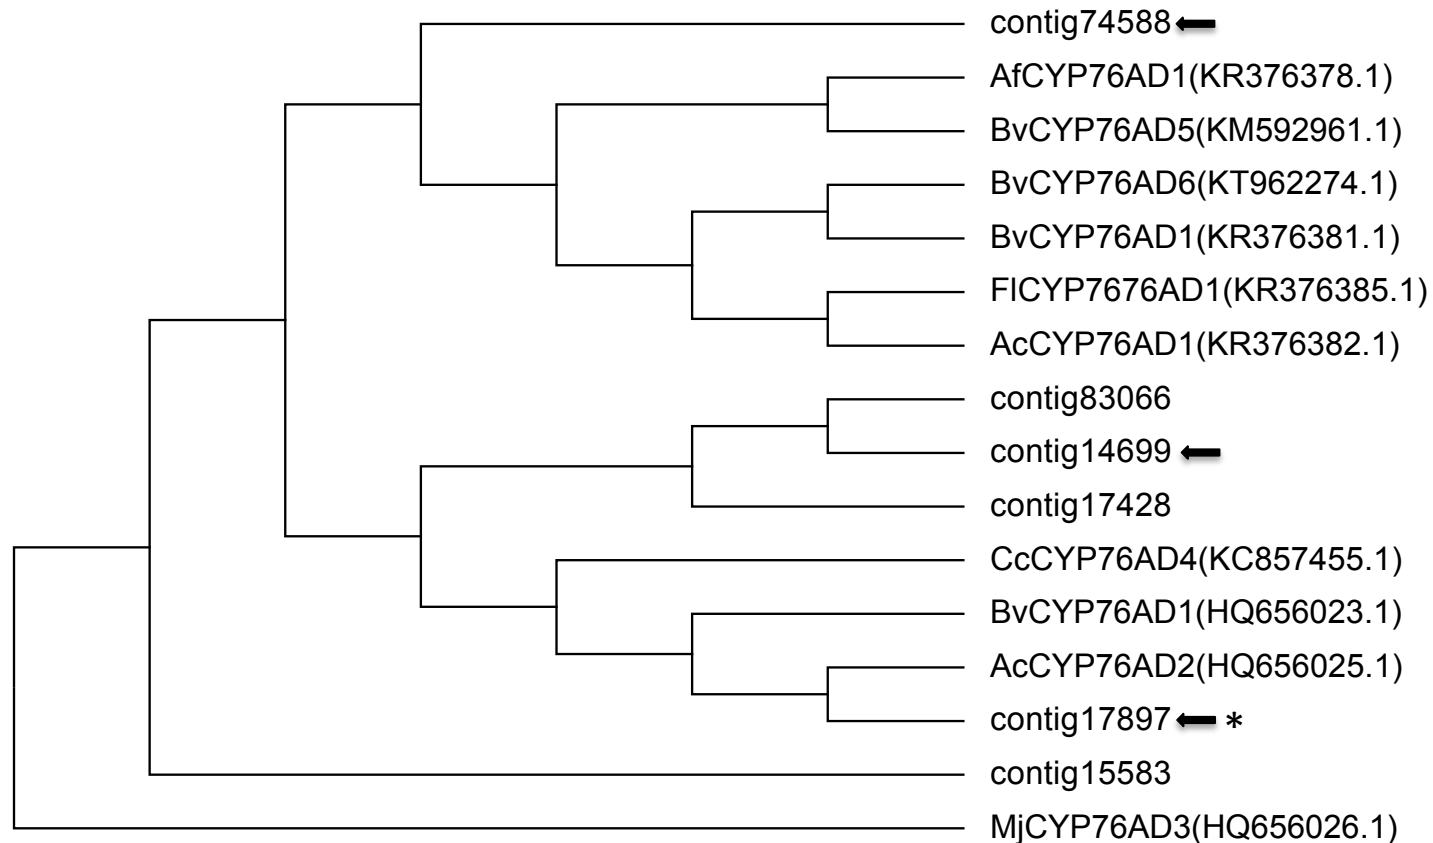 contig74588
AfCYP76AD1(KR376378.1)
BvCYP76AD5(KM592961.1)
BvCYP76AD6(KT962274.1)
BvCYP76AD1(KR376381.1)
FlCYP7676AD1(KR376385.1)
AcCYP76AD1(KR376382.1)
contig83066
contig14699
contig17428
CcCYP76AD4(KC857455.1)
BvCYP76AD1(HQ656023.1)
AcCYP76AD2(HQ656025.1)
contig17897 *
contig15583
MjCYP76AD3(HQ656026.1)